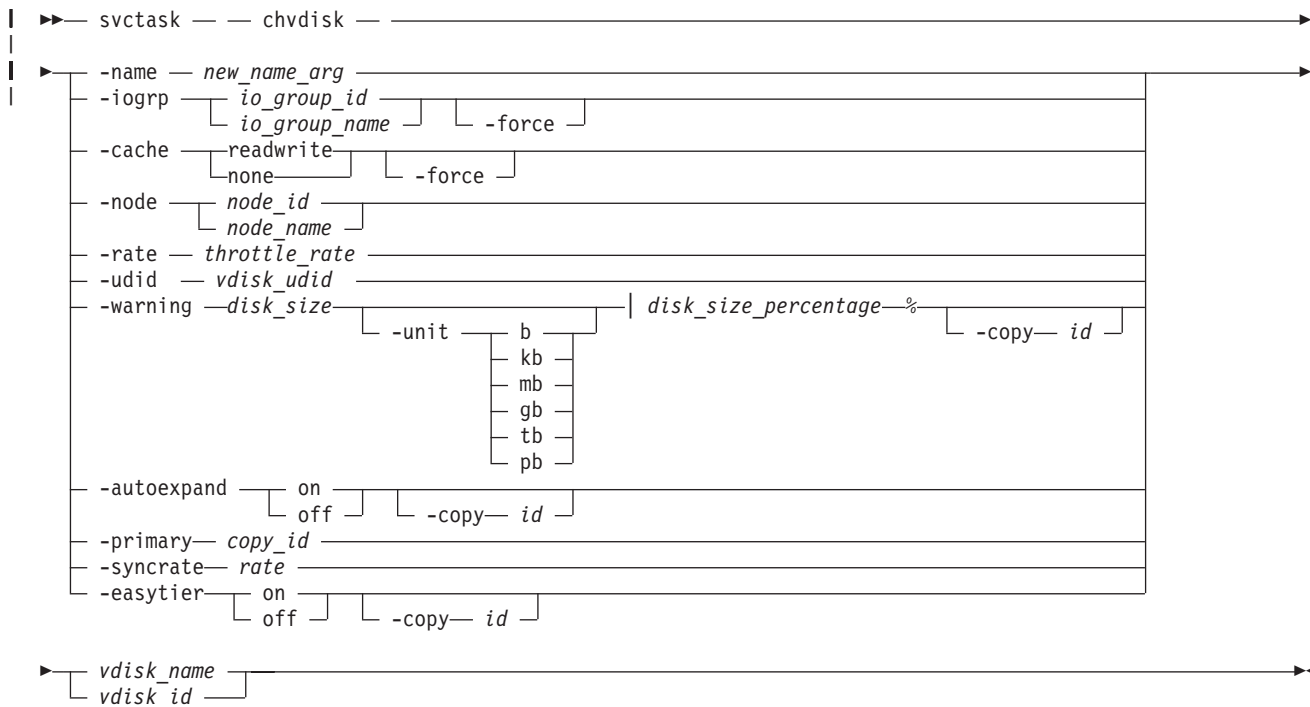 svctask chvdisk
-name new_name_arg
-iogrp io_group_id
io_group_name -force
-cache readwrite
none -force
-node node_id
node_name
-rate throttle_rate
-udid vdisk_udid
-warning disk_size | disk_size_percentage %
-unit b -copy id
kb
mb
gb
tb
pb
-autoexpand on
off -copy id
-primary copy_id
-syncrate rate
-easytier on
off -copy id
vdisk_name
vdisk_id